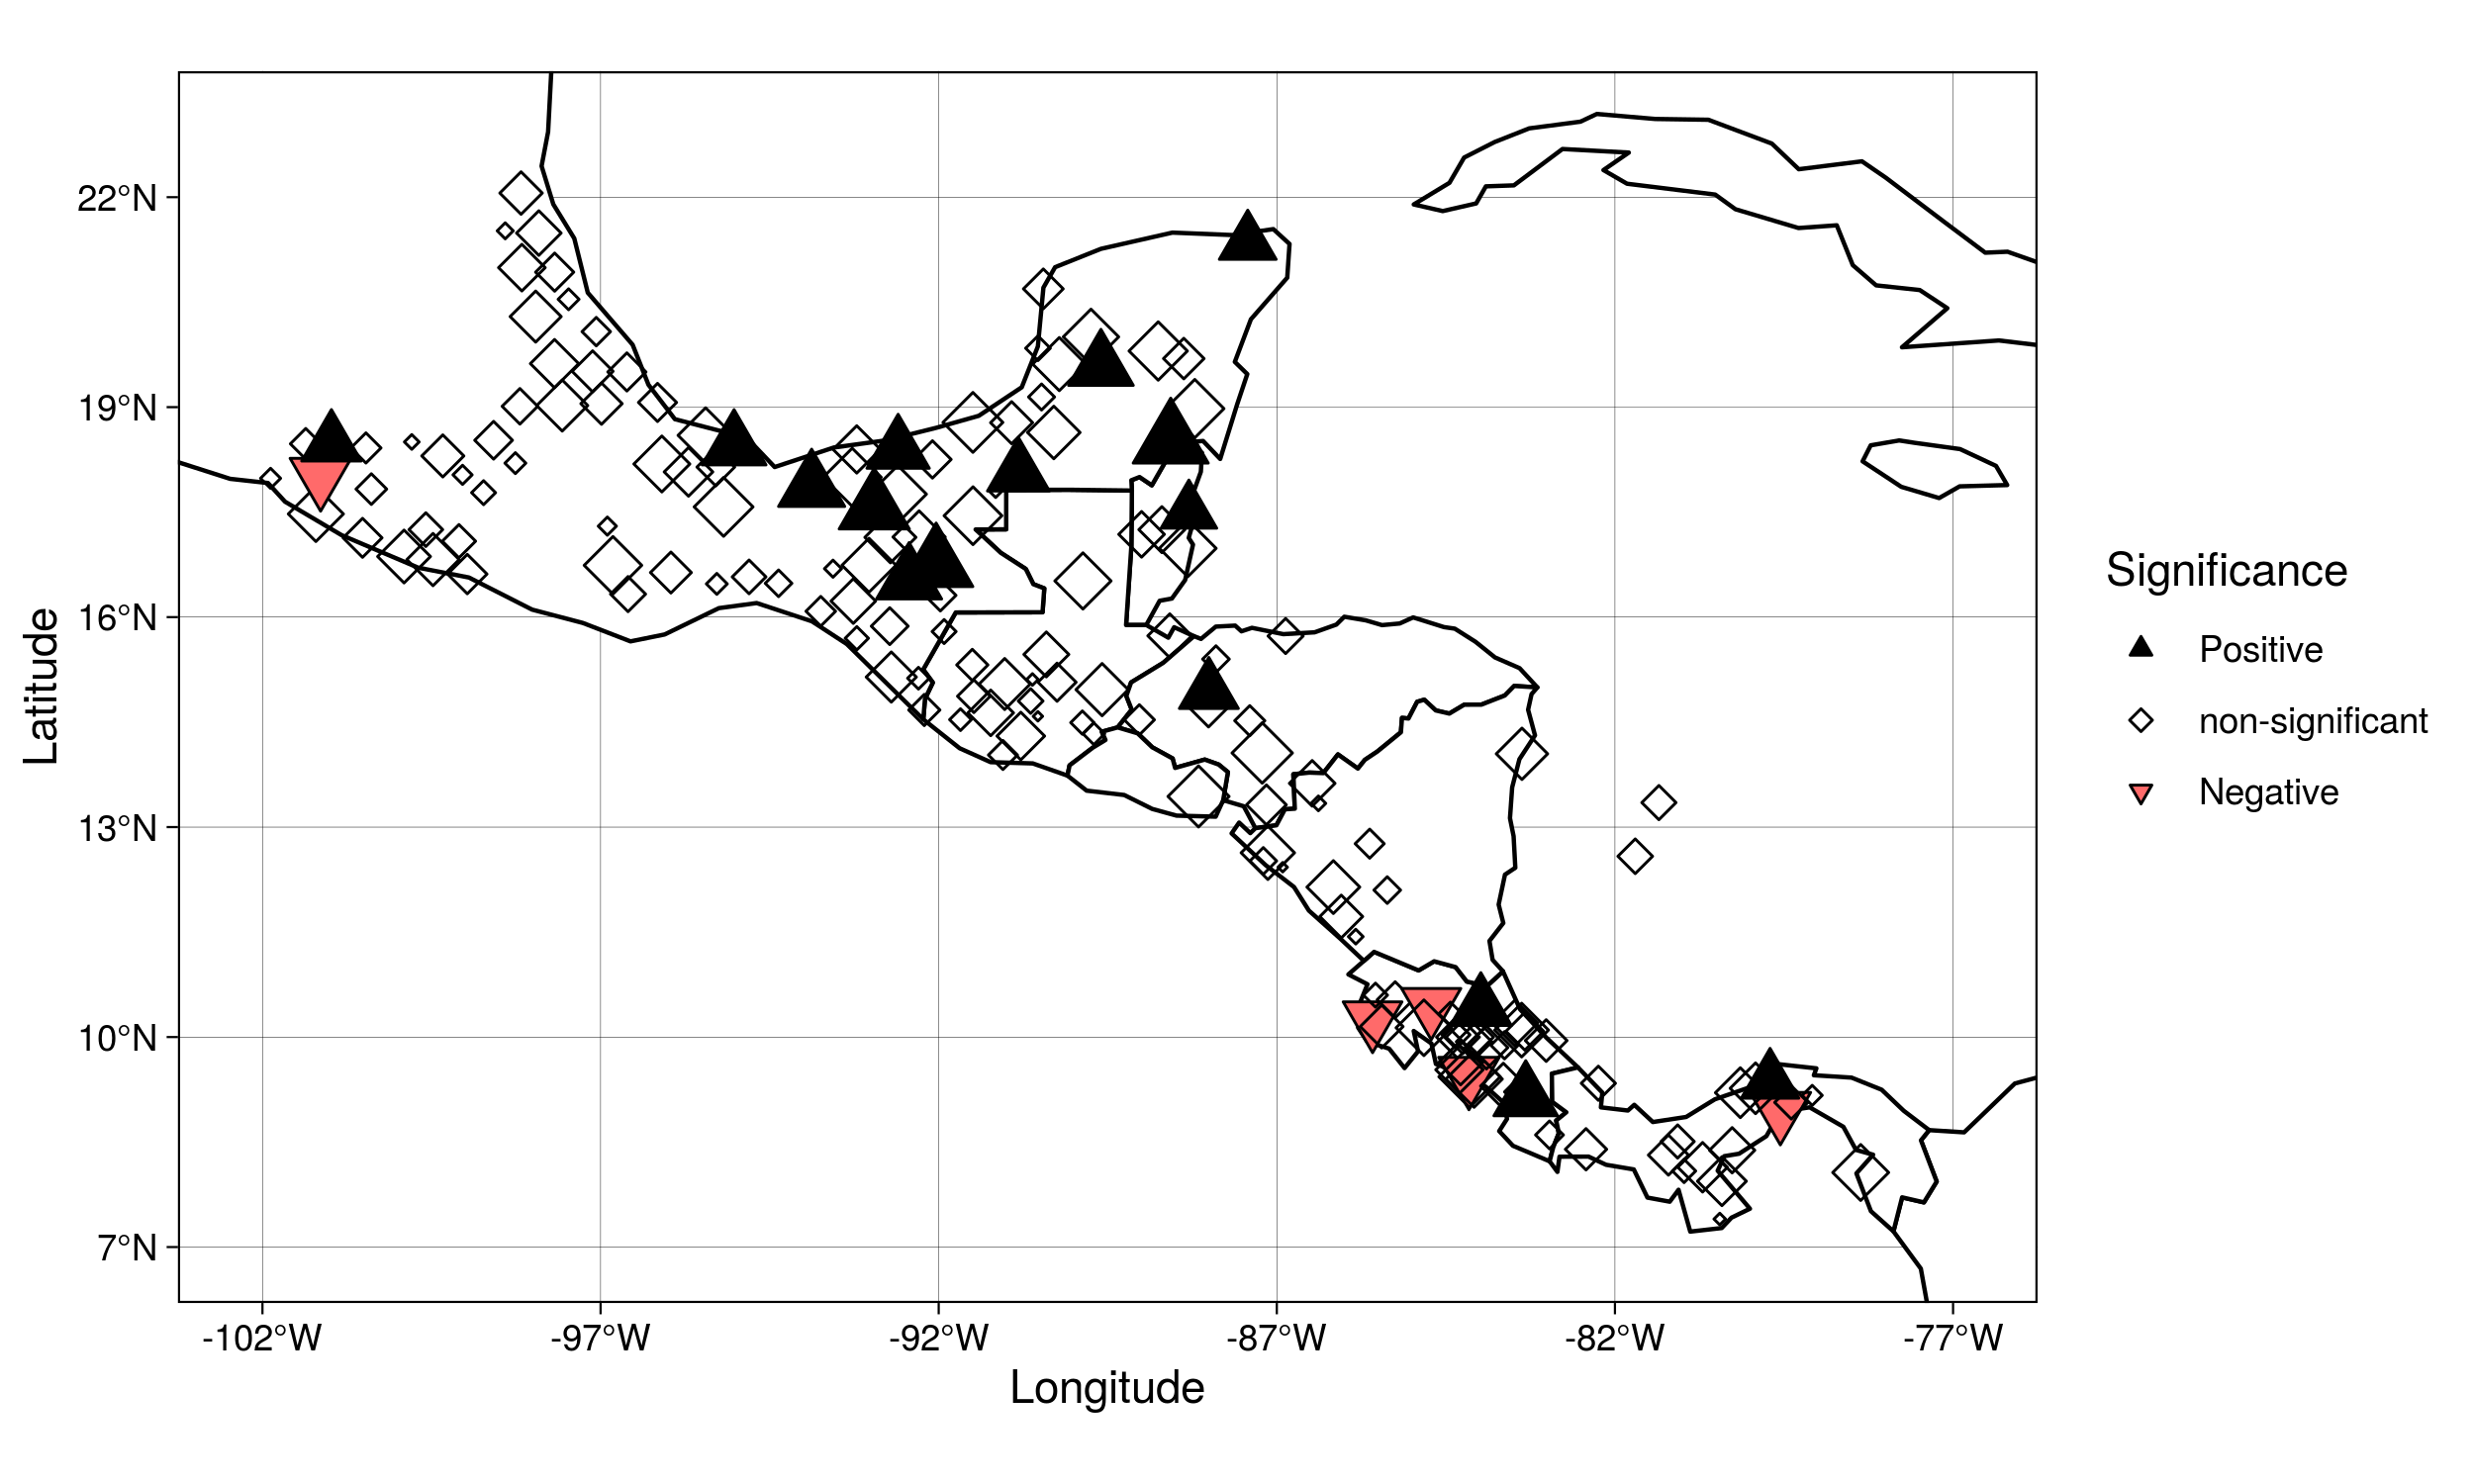 22°N
19°N
16°N
13°N
10°N
7°N
Latitude
-102°W
-97°W
-92°W
-87°W
-82°W
-77°W
Longitude
Significance
Positive
non-significant
Negative